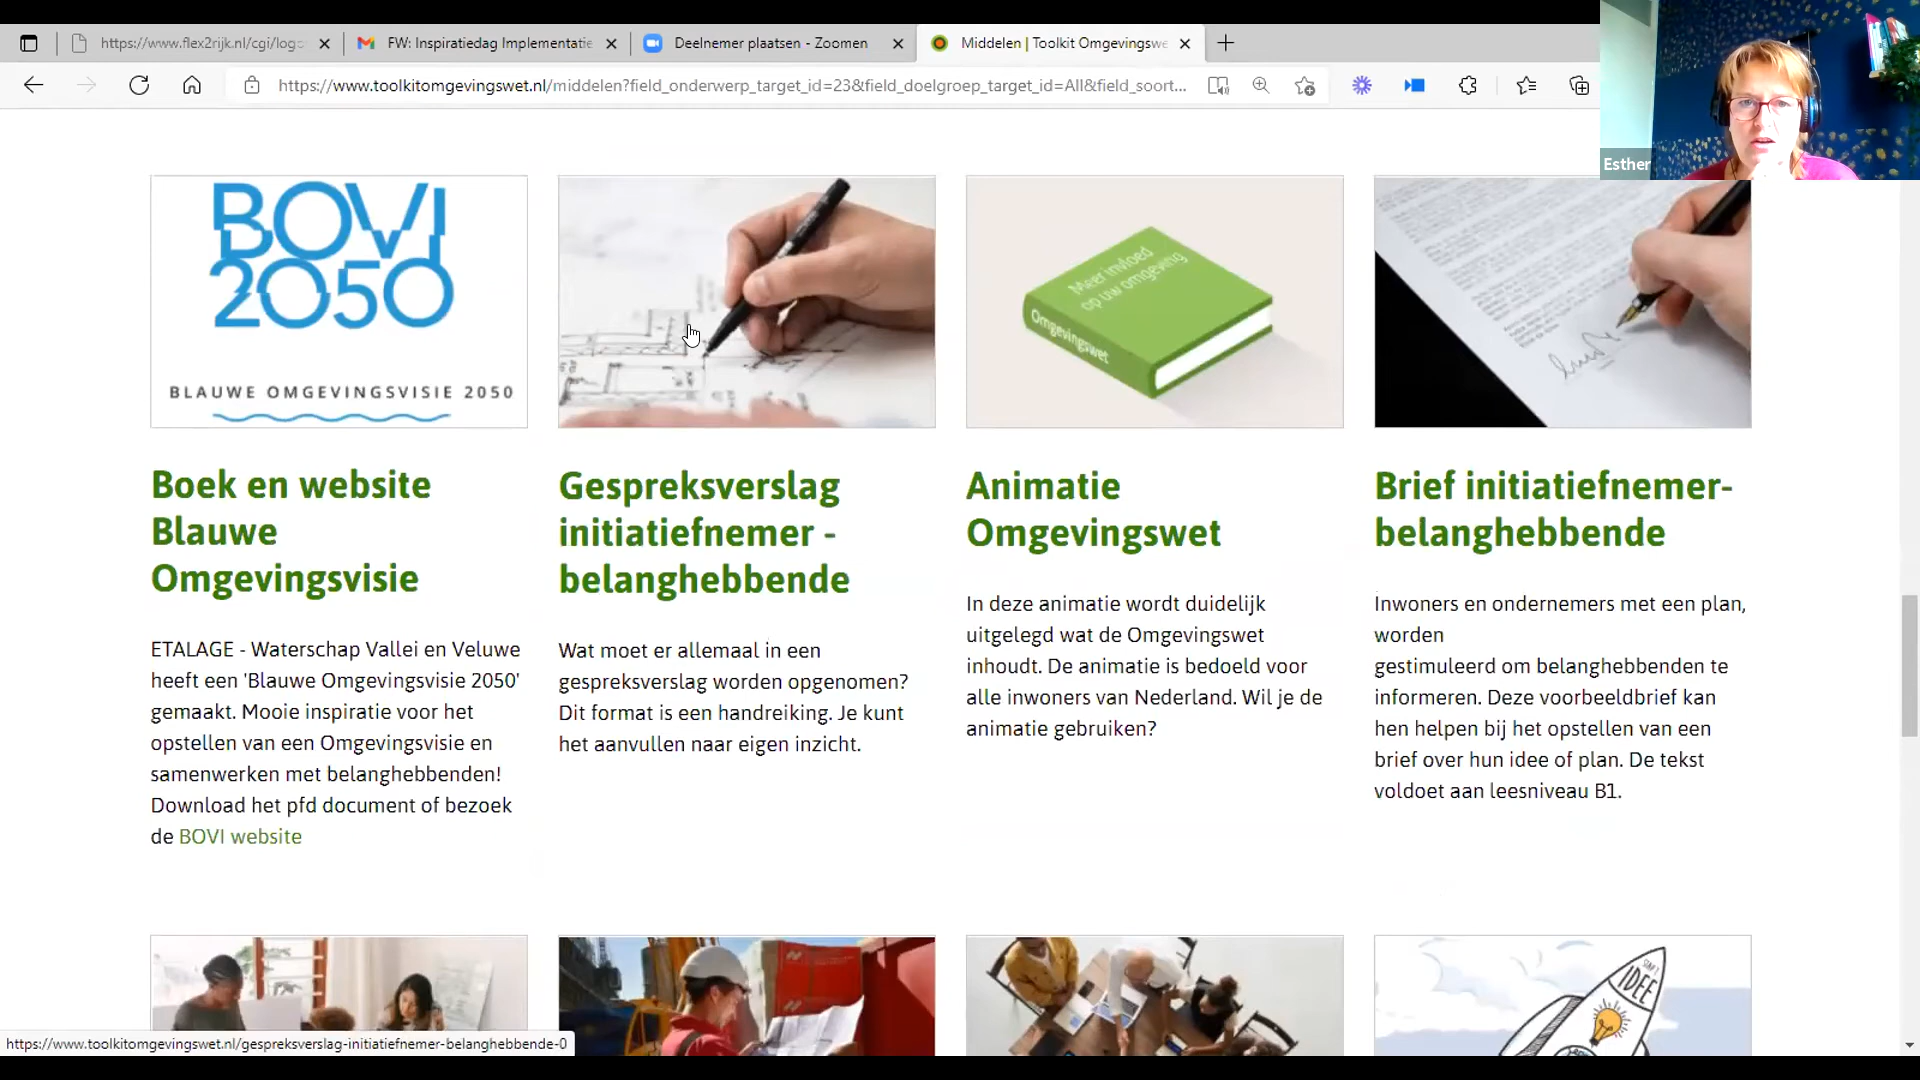 https://www.flex2rijk.nl/cgi/logo
FW: Inspiratiedag Implementatie
Deelnemer plaatsen - Zoomen
Middelen | Toolkit Omgevingswe
https://www.toolkitomgevingswet.nl/middelen?field_onderwerp_target_id=23&field_doelgroep_target_id=All&field_soort...
Esther
BOVI
2050
BLAUWE OMGEVINGSVISIE 2050
Meer invloed
op uw omgeving
Omgevingswet
Boek en website
Blauwe
Omgevingsvisie
ETALAGE - Waterschap Vallei en Veluwe
heeft een 'Blauwe Omgevingsvisie 2050'
gemaakt. Mooie inspiratie voor het
opstellen van een Omgevingsvisie en
samenwerken met belanghebbenden!
Download het pfd document of bezoek
de BOVI website
Gespreksverslag
initiatiefnemer -
belanghebbende
Wat moet er allemaal in een
gespreksverslag worden opgenomen?
Dit format is een handreiking. Je kunt
het aanvullen naar eigen inzicht.
Animatie
Omgevingswet
In deze animatie wordt duidelijk
uitgelegd wat de Omgevingswet
inhoudt. De animatie is bedoeld voor
alle inwoners van Nederland. Wil je de
animatie gebruiken?
Brief initiatiefnemer-
belanghebbende
Inwoners en ondernemers met een plan,
worden
gestimuleerd om belanghebbenden te
informeren. Deze voorbeeldbrief kan
hen helpen bij het opstellen van een
brief over hun idee of plan. De tekst
voldoet aan leesniveau B1.
IDEE
https://www.toolkitomgevingswet.nl/gespreksverslag-initiatiefnemer-belanghebbende-0